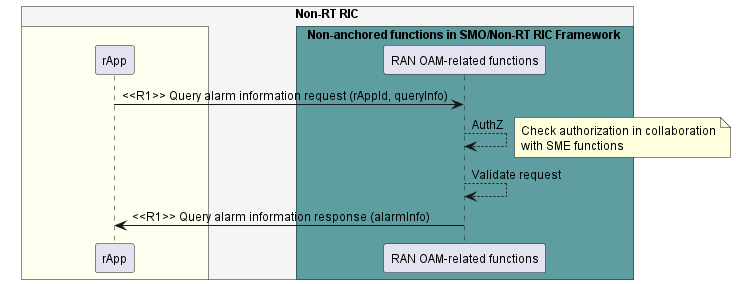 Non-RT RIC
Non-anchored functions in SMO/Non-RT RIC Framework
rApp
RAN OAM-related functions
<<R1>> Query alarm information request (rAppId, queryInfo)
AuthZ
Check authorization in collaboration
with SME functions
Validate request
<<R1>> Query alarm information response (alarmInfo)
rApp
RAN OAM-related functions